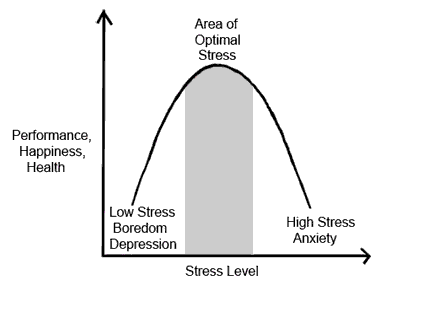 Area of
Optimal
Stress
Performance,
Happiness,
Health
Low Stress
Boredom
Depression
High Stress
Anxiety
Stress Level